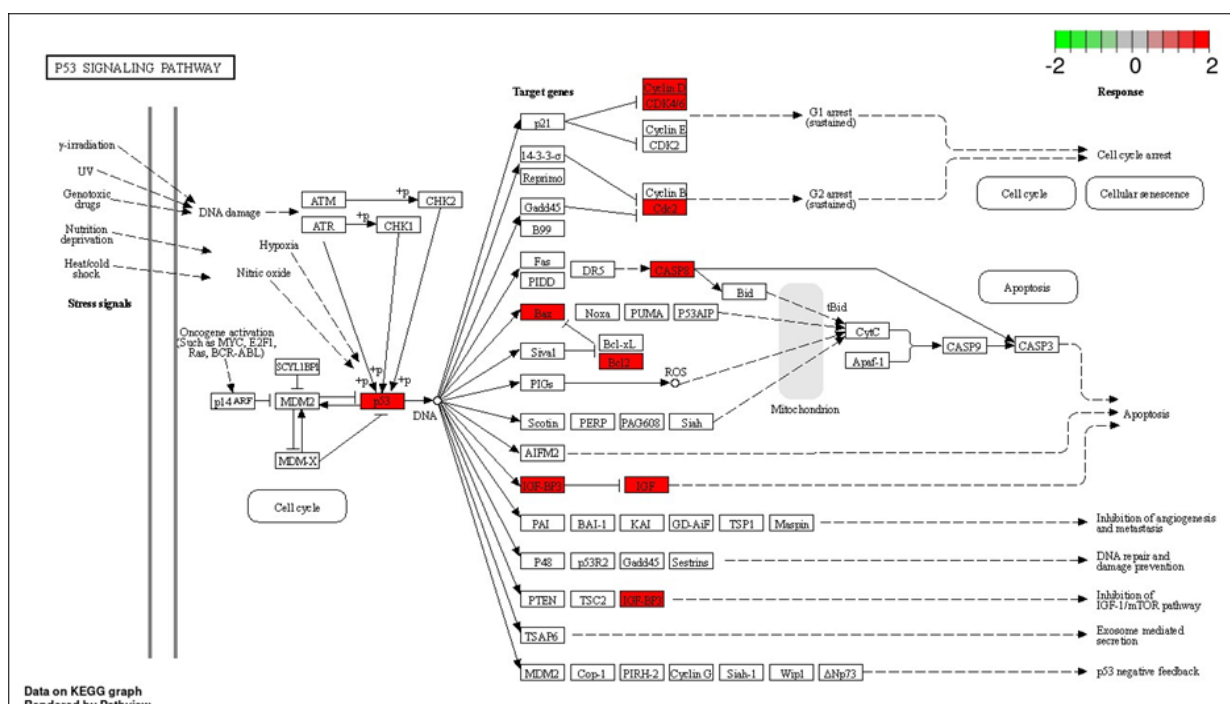 P53 SIGNALING PATHWAY
-2 0 2
Target genes
Response
γ-irradiation
UV
Genotoxic
drugs
Nutrition
deprivation
Heat/cold
shock
Stress signals
DNA damage
ATM
+p
CHK2
ATR
+p
CHK1
Hypoxia
Nitric oxide
Oncogene activation
(Such as MYC, E2F1,
Ras, BCR-ABL)
SCYL1BP1
+p
+p
+p
p14ARF
MDM2
p53
DNA
MDM-X
Cell cycle
p21
Cyclin D
CDK4/6
Cyclin E
CDK2
G1 arrest
(sustained)
14-3-3-σ
Reprimo
Gadd45
B99
Cyclin B
Cdc2
G2 arrest
(sustained)
Cell cycle arrest
Cell cycle
Cellular senescence
Fas
PIDD
DR5
CASP8
Bid
tBid
Apoptosis
Bax
Noxa
PUMA
P53AIP
CytC
Siva1
Bcl-xL
Bcl2
Apaf-1
CASP9
CASP3
PIGs
ROS
Mitochondrion
Scotin
PERP
PAG608
Siah
Apoptosis
AIFM2
IGF-BP3
IGF
PAI
BAI-1
KAI
GD-AiF
TSP1
Maspin
Inhibition of angiogenesis
and metastasis
P48
p53R2
Gadd45
Sestrins
DNA repair and
damage prevention
PTEN
TSC2
IGF-BP3
Inhibition of
IGF-1/mTOR pathway
TSAP6
Exosome mediated
secretion
MDM2
Cop-1
PIRH-2
Cyclin G
Siah-1
Wip1
ΔNp73
p53 negative feedback
Data on KEGG graph
Rendered by Pathview